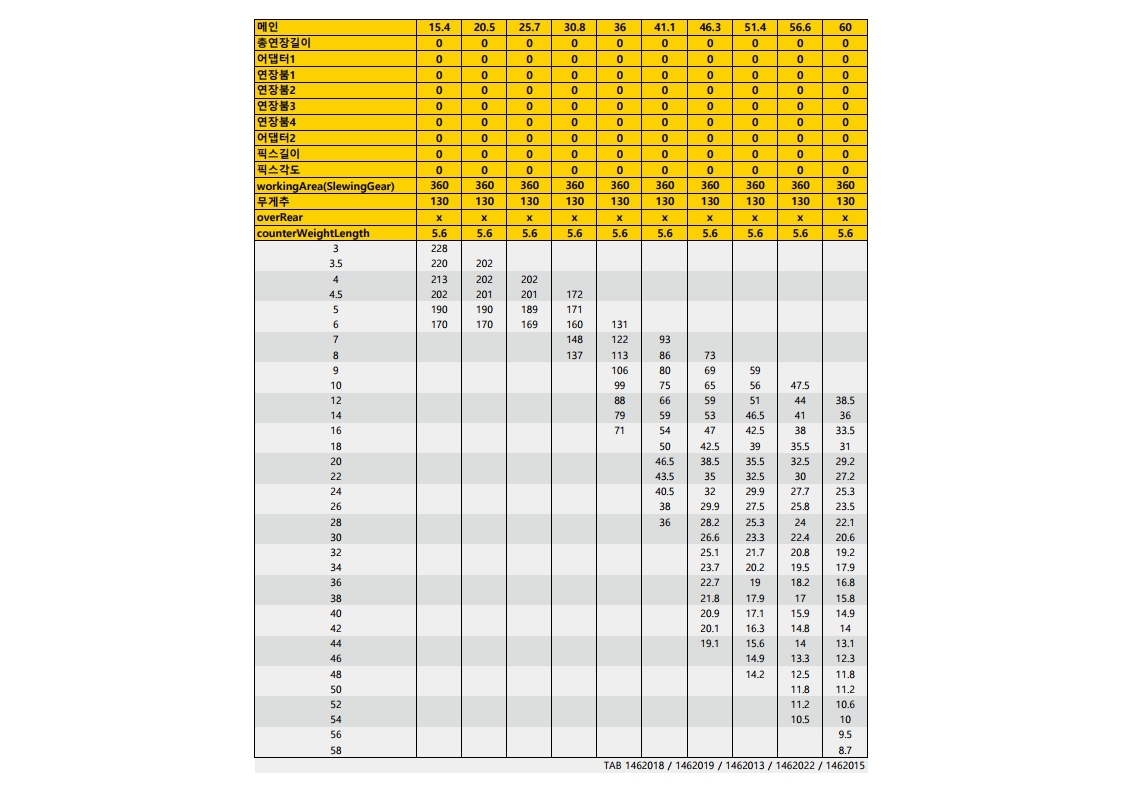 메인 15.4 20.5 25.7 30.8 36 41.1 46.3 51.4 56.6 60
총연장길이 0 0 0 0 0 0 0 0 0 0
어댑터1 0 0 0 0 0 0 0 0 0 0
연장붐1 0 0 0 0 0 0 0 0 0 0
연장붐2 0 0 0 0 0 0 0 0 0 0
연장붐3 0 0 0 0 0 0 0 0 0 0
연장붐4 0 0 0 0 0 0 0 0 0 0
어댑터2 0 0 0 0 0 0 0 0 0 0
픽스길이 0 0 0 0 0 0 0 0 0 0
픽스각도 0 0 0 0 0 0 0 0 0 0
workingArea(SlewingGear) 360 360 360 360 360 360 360 360 360 360
무게추 130 130 130 130 130 130 130 130 130 130
overRear x x x x x x x x x x
counterWeightLength 5.6 5.6 5.6 5.6 5.6 5.6 5.6 5.6 5.6 5.6
3 228
3.5 220 202
4 213 202 202
4.5 202 201 201 172
5 190 190 189 171
6 170 170 169 160 131
7 148 122 93
8 137 113 86 73
9 106 80 69 59
10 99 75 65 56 47.5
12 88 66 59 51 44 38.5
14 79 59 53 46.5 41 36
16 71 54 47 42.5 38 33.5
18 50 42.5 39 35.5 31
20 46.5 38.5 35.5 32.5 29.2
22 43.5 35 32.5 30 27.2
24 40.5 32 29.9 27.7 25.3
26 38 29.9 27.5 25.8 23.5
28 36 28.2 25.3 24 22.1
30 26.6 23.3 22.4 20.6
32 25.1 21.7 20.8 19.2
34 23.7 20.2 19.5 17.9
36 22.7 19 18.2 16.8
38 21.8 17.9 17 15.8
40 20.9 17.1 15.9 14.9
42 20.1 16.3 14.8 14
44 19.1 15.6 14 13.1
46 14.9 13.3 12.3
48 14.2 12.5 11.8
50 11.8 11.2
52 11.2 10.6
54 10.5 10
56 9.5
58 8.7
TAB 1462018 / 1462019 / 1462013 / 1462022 / 1462015